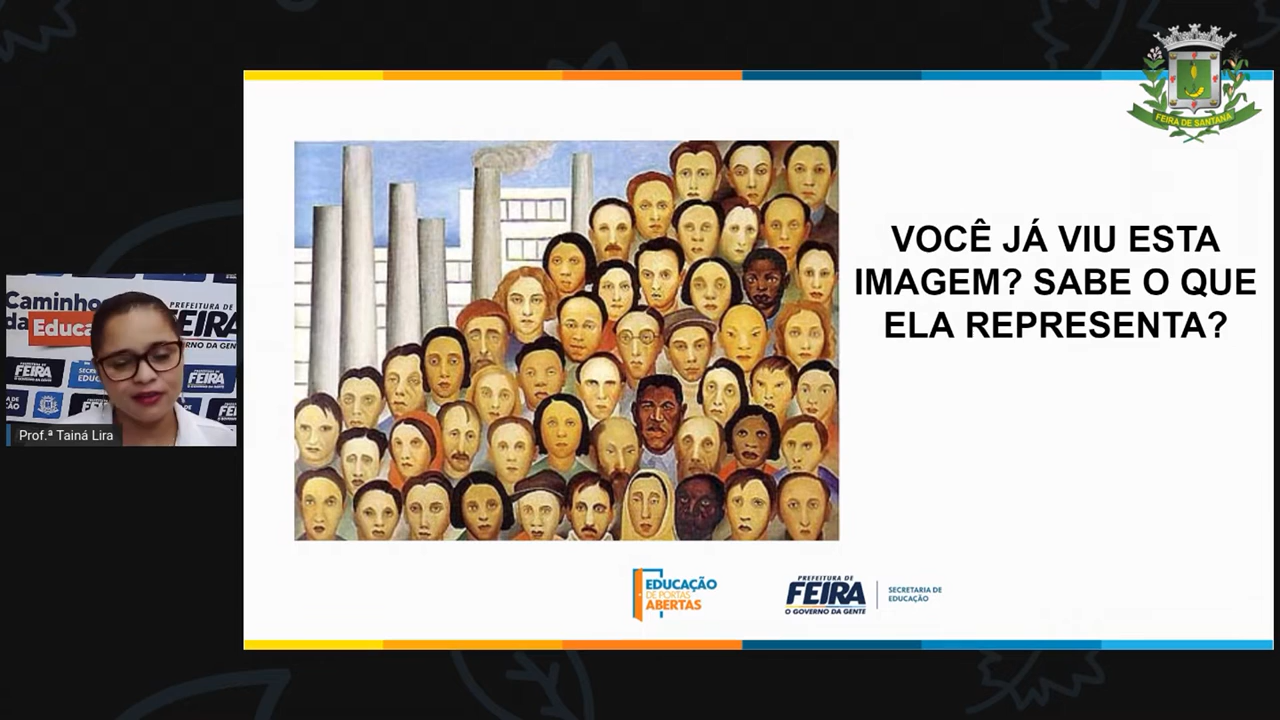 FEIRA DE SANTANA
VOCÊ JÁ VIU ESTA
IMAGEM? SABE O QUE
ELA REPRESENTA?
Caminho
da Educa
PREFEITURA DE
FEIRA
O GOVERNO DA GENTE
Prof.ª Tainá Lira
EDUCAÇÃO
DE PORTAS
ABERTAS
PREFEITURA DE
FEIRA
O GOVERNO DA GENTE
SECRETARIA DE
EDUCAÇÃO